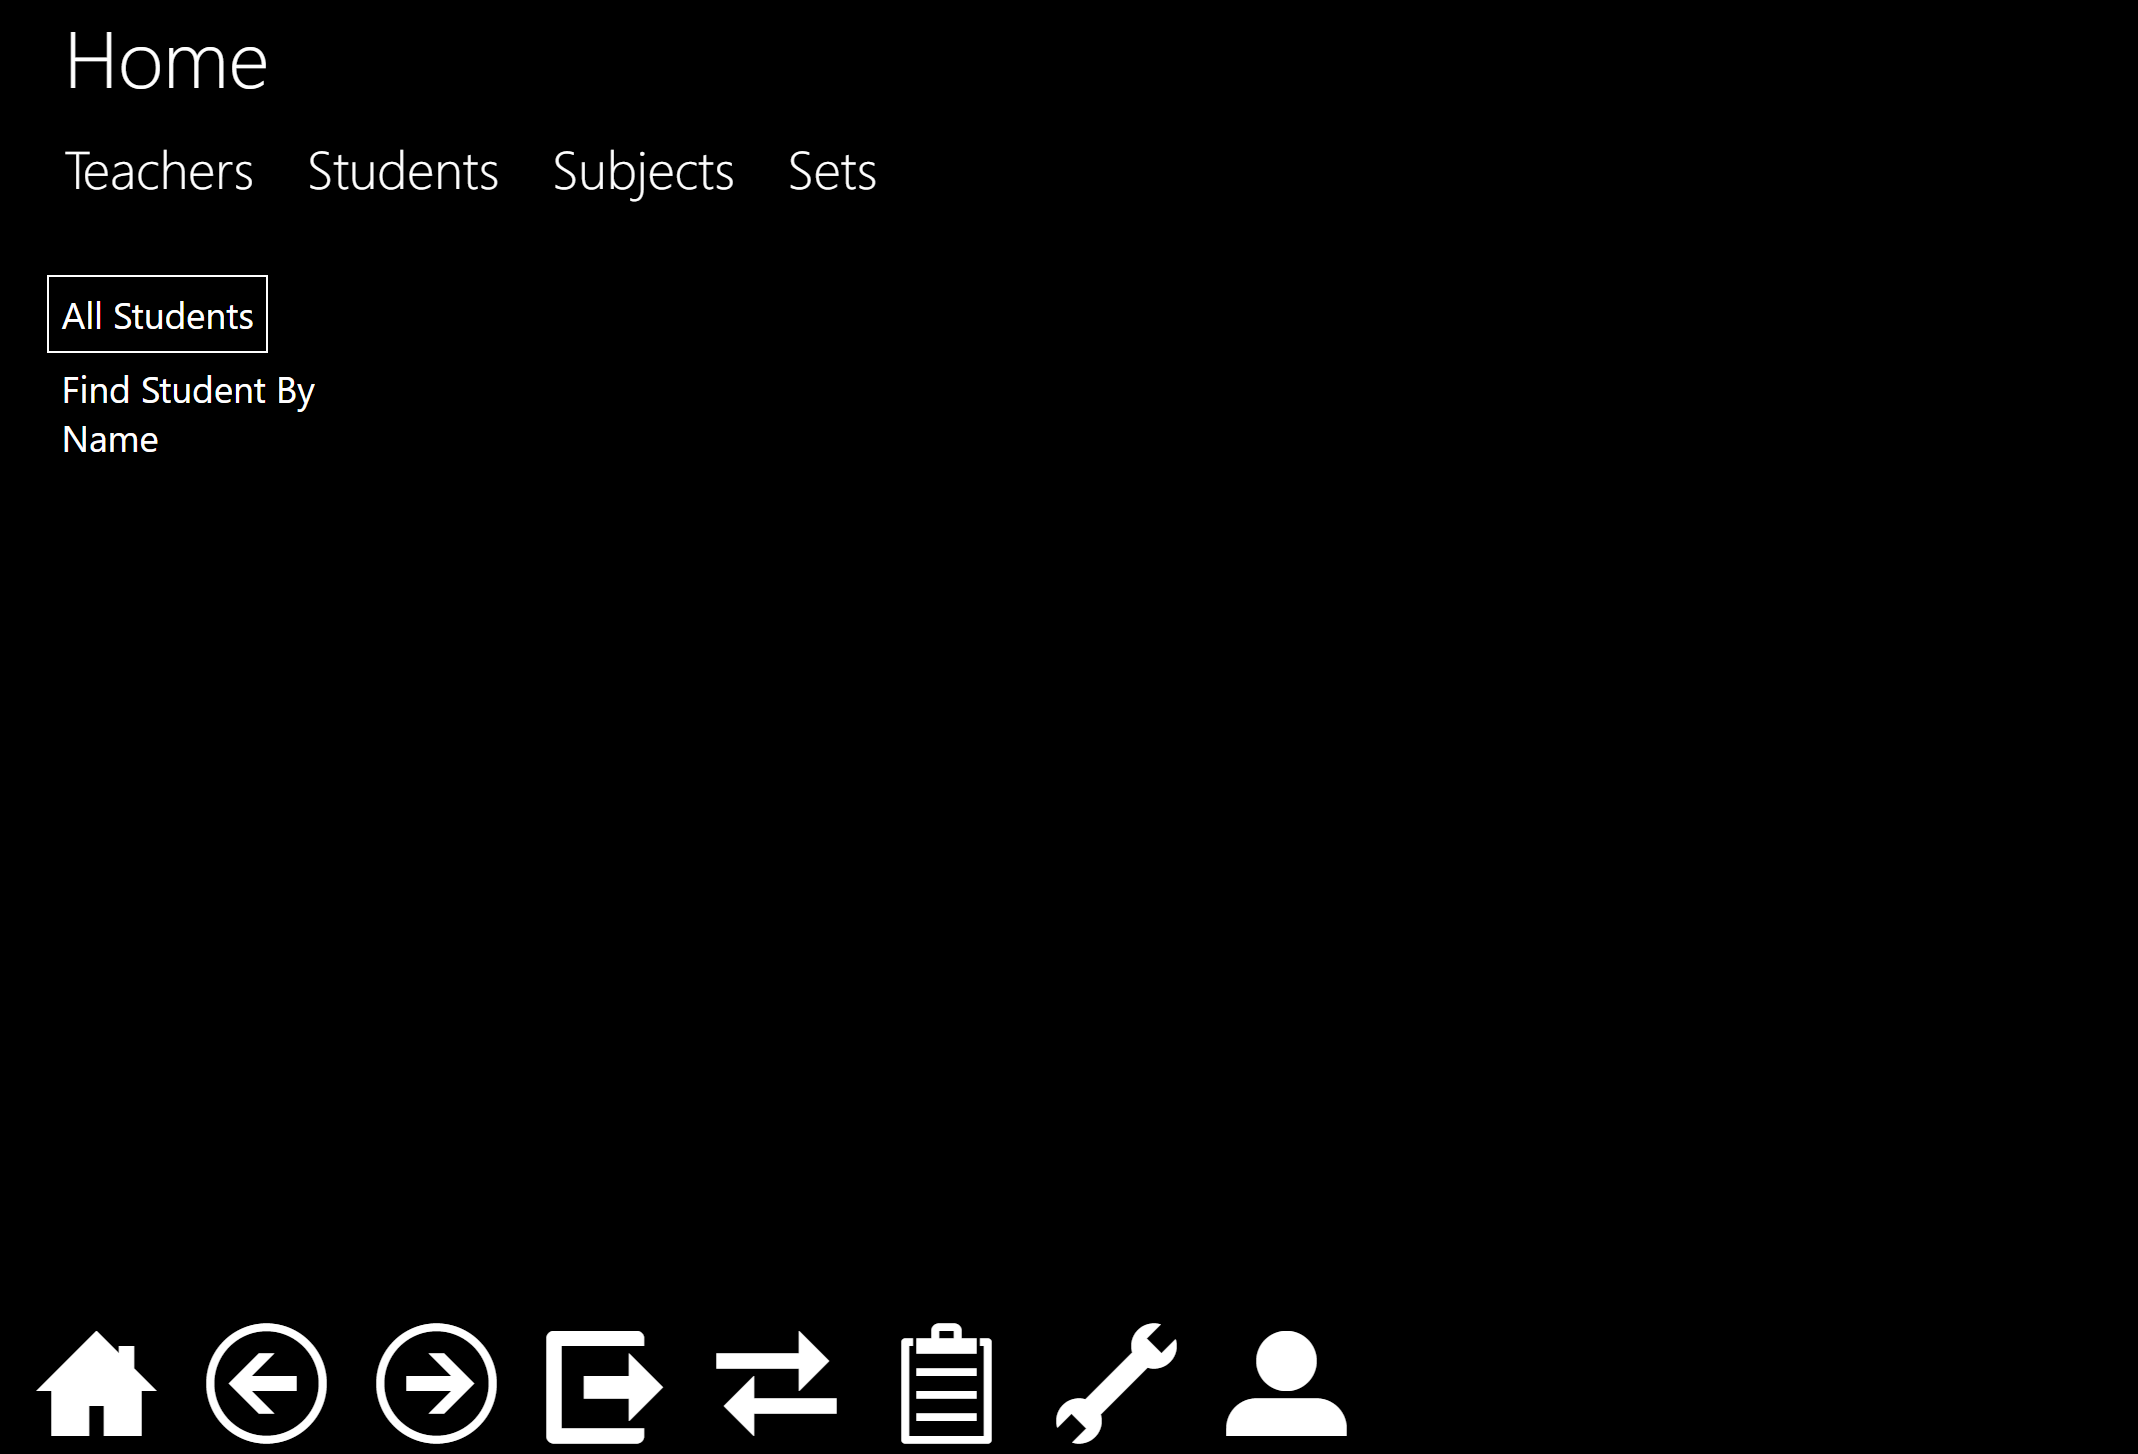 Home
Teachers Students Subjects Sets
All Students
Find Student By
Name